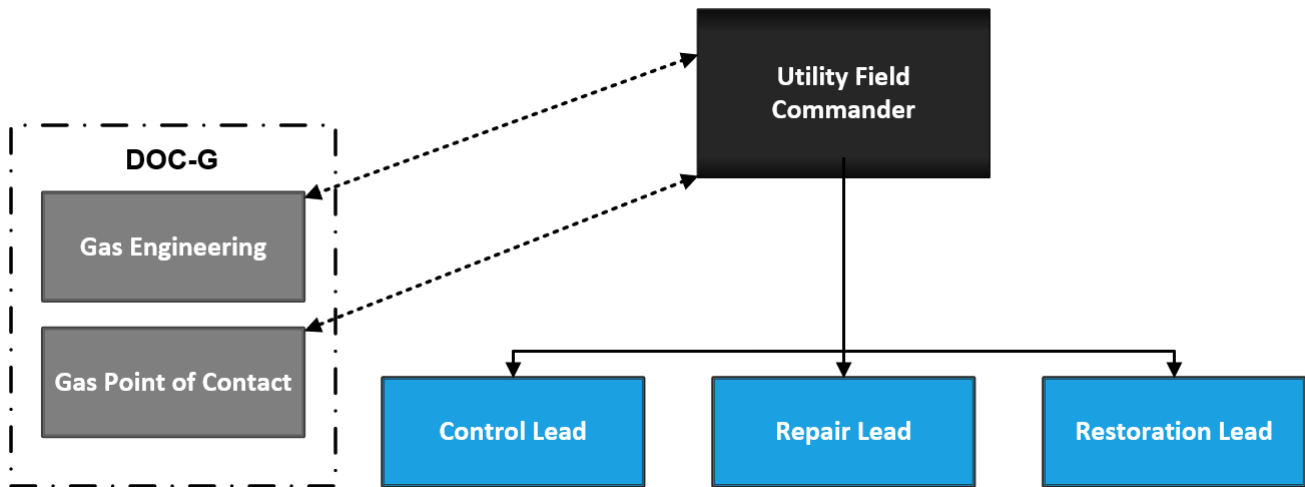 Utility Field
Commander
DOC-G
Gas Engineering
Gas Point of Contact
Control Lead
Repair Lead
Restoration Lead